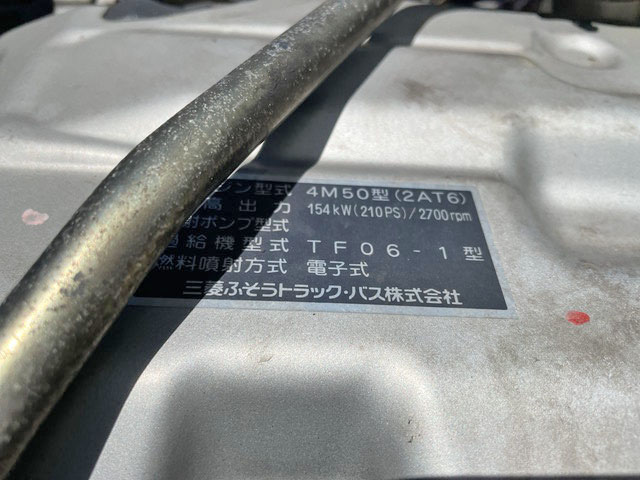 ジン型式 4M50型(2AT6)
高出力 154kW(210PS)/2700rpm
射ポンプ型式
過給機型式 TF06-1型
燃料噴射方式 電子式
三菱ふそうトラック・バス株式会社